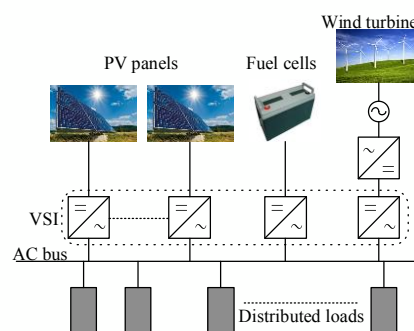 Wind turbine
PV panels
Fuel cells
VSI
AC bus
Distributed loads